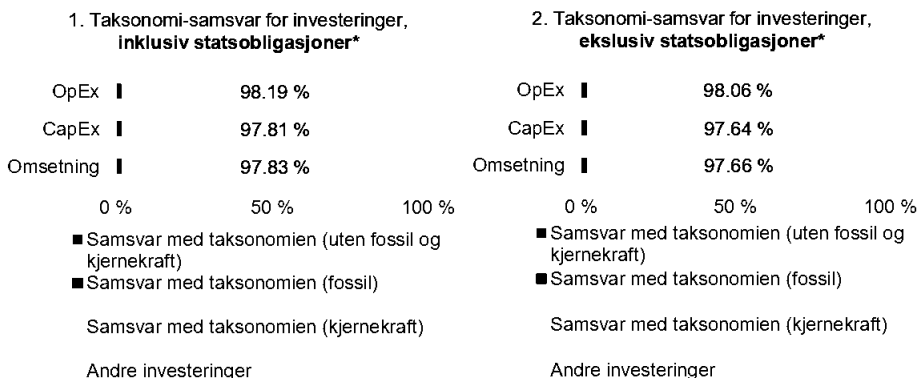 1. Taksonomi-samsvar for investeringer,
inklusiv statsobligasjoner*
OpEx 98.19 %
CapEx 97.81 %
Omsetning 97.83 %
0 % 50 % 100 %
Samsvar med taksonomien (uten fossil og
kjernekraft)
Samsvar med taksonomien (fossil)
Samsvar med taksonomien (kjernekraft)
Andre investeringer
2. Taksonomi-samsvar for investeringer,
ekslusiv statsobligasjoner*
OpEx 98.06 %
CapEx 97.64 %
Omsetning 97.66 %
0 % 50 % 100 %
Samsvar med taksonomien (uten fossil og
kjernekraft)
Samsvar med taksonomien (fossil)
Samsvar med taksonomien (kjernekraft)
Andre investeringer